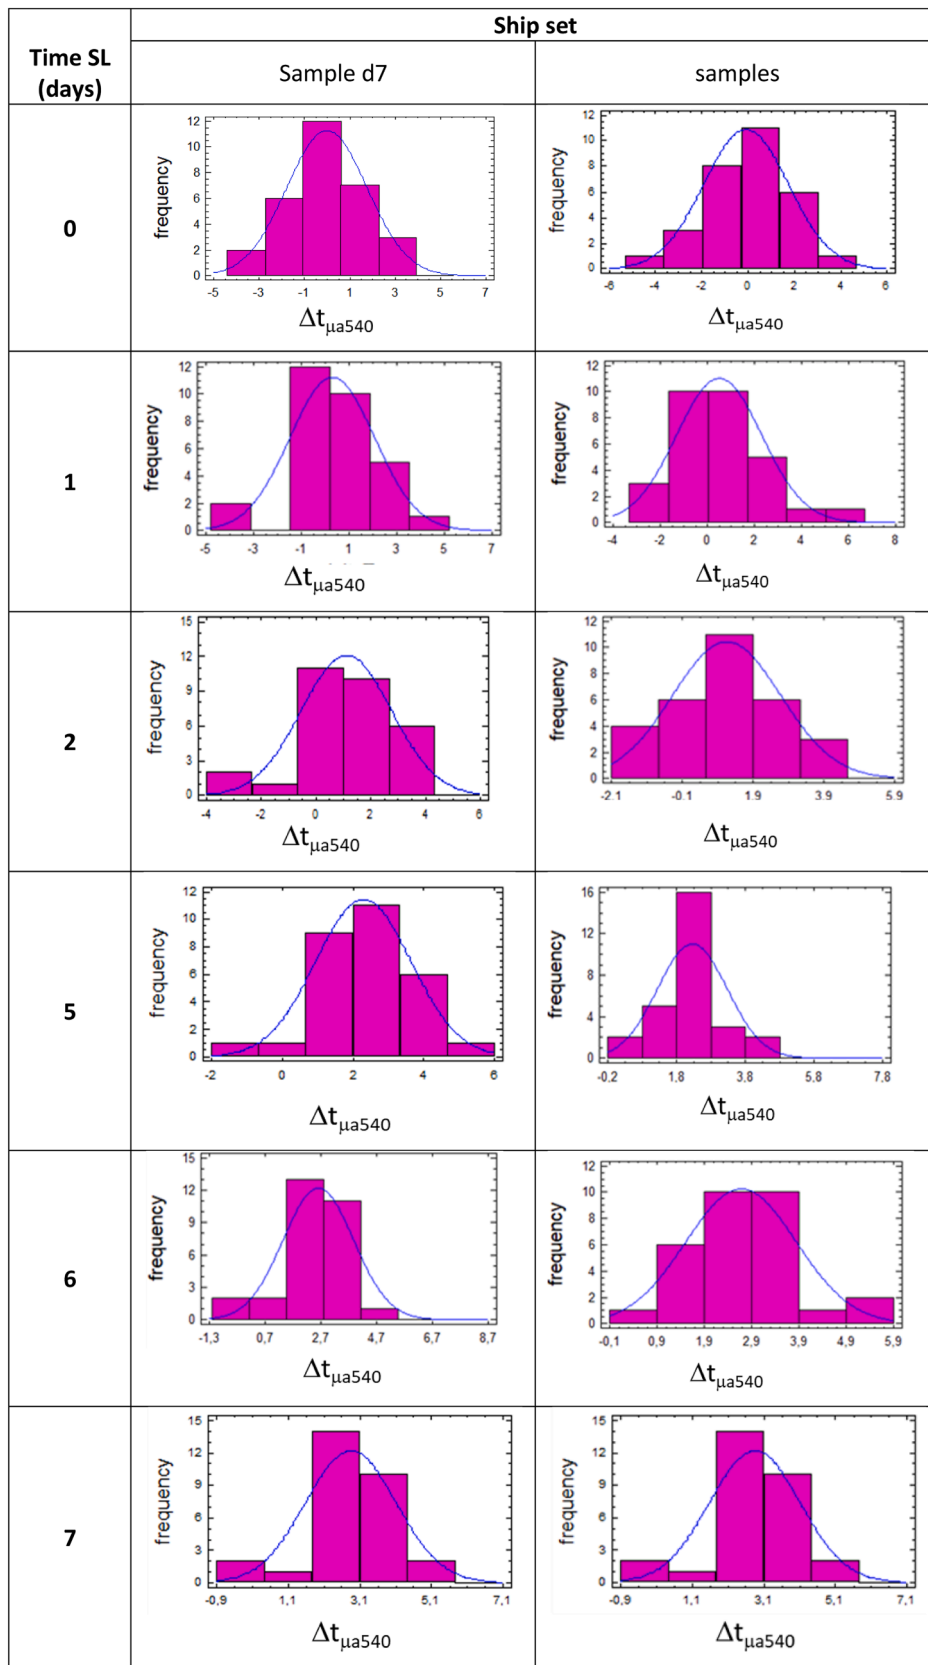 Ship set
Time SL
(days)
Sample d7
samples
0
frequency
12
10
8
6
4
2
0
-5 -3 -1 1 3 5 7
Δtμa540
frequency
12
10
8
6
4
2
0
-6 -4 -2 0 2 4 6
Δtμa540
1
frequency
12
10
8
6
4
2
0
-5 -3 -1 1 3 5 7
Δtμa540
frequency
12
10
8
6
4
2
0
-4 -2 0 2 4 6 8
Δtμa540
2
frequency
15
12
9
6
3
0
-4 -2 0 2 4 6
Δtμa540
frequency
12
10
8
6
4
2
0
-2.1 -0.1 1.9 3.9 5.9
Δtμa540
5
frequency
12
10
8
6
4
2
0
-2 0 2 4 6
Δtμa540
frequency
16
12
8
4
0
-0,2 1,8 3,8 5,8 7,8
Δtμa540
6
frequency
15
12
9
6
3
0
-1,3 0,7 2,7 4,7 6,7 8,7
Δtμa540
frequency
12
10
8
6
4
2
0
-0,1 0,9 1,9 2,9 3,9 4,9 5,9
Δtμa540
7
frequency
15
12
9
6
3
0
-0,9 1,1 3,1 5,1 7,1
Δtμa540
frequency
15
12
9
6
3
0
-0,9 1,1 3,1 5,1 7,1
Δtμa540